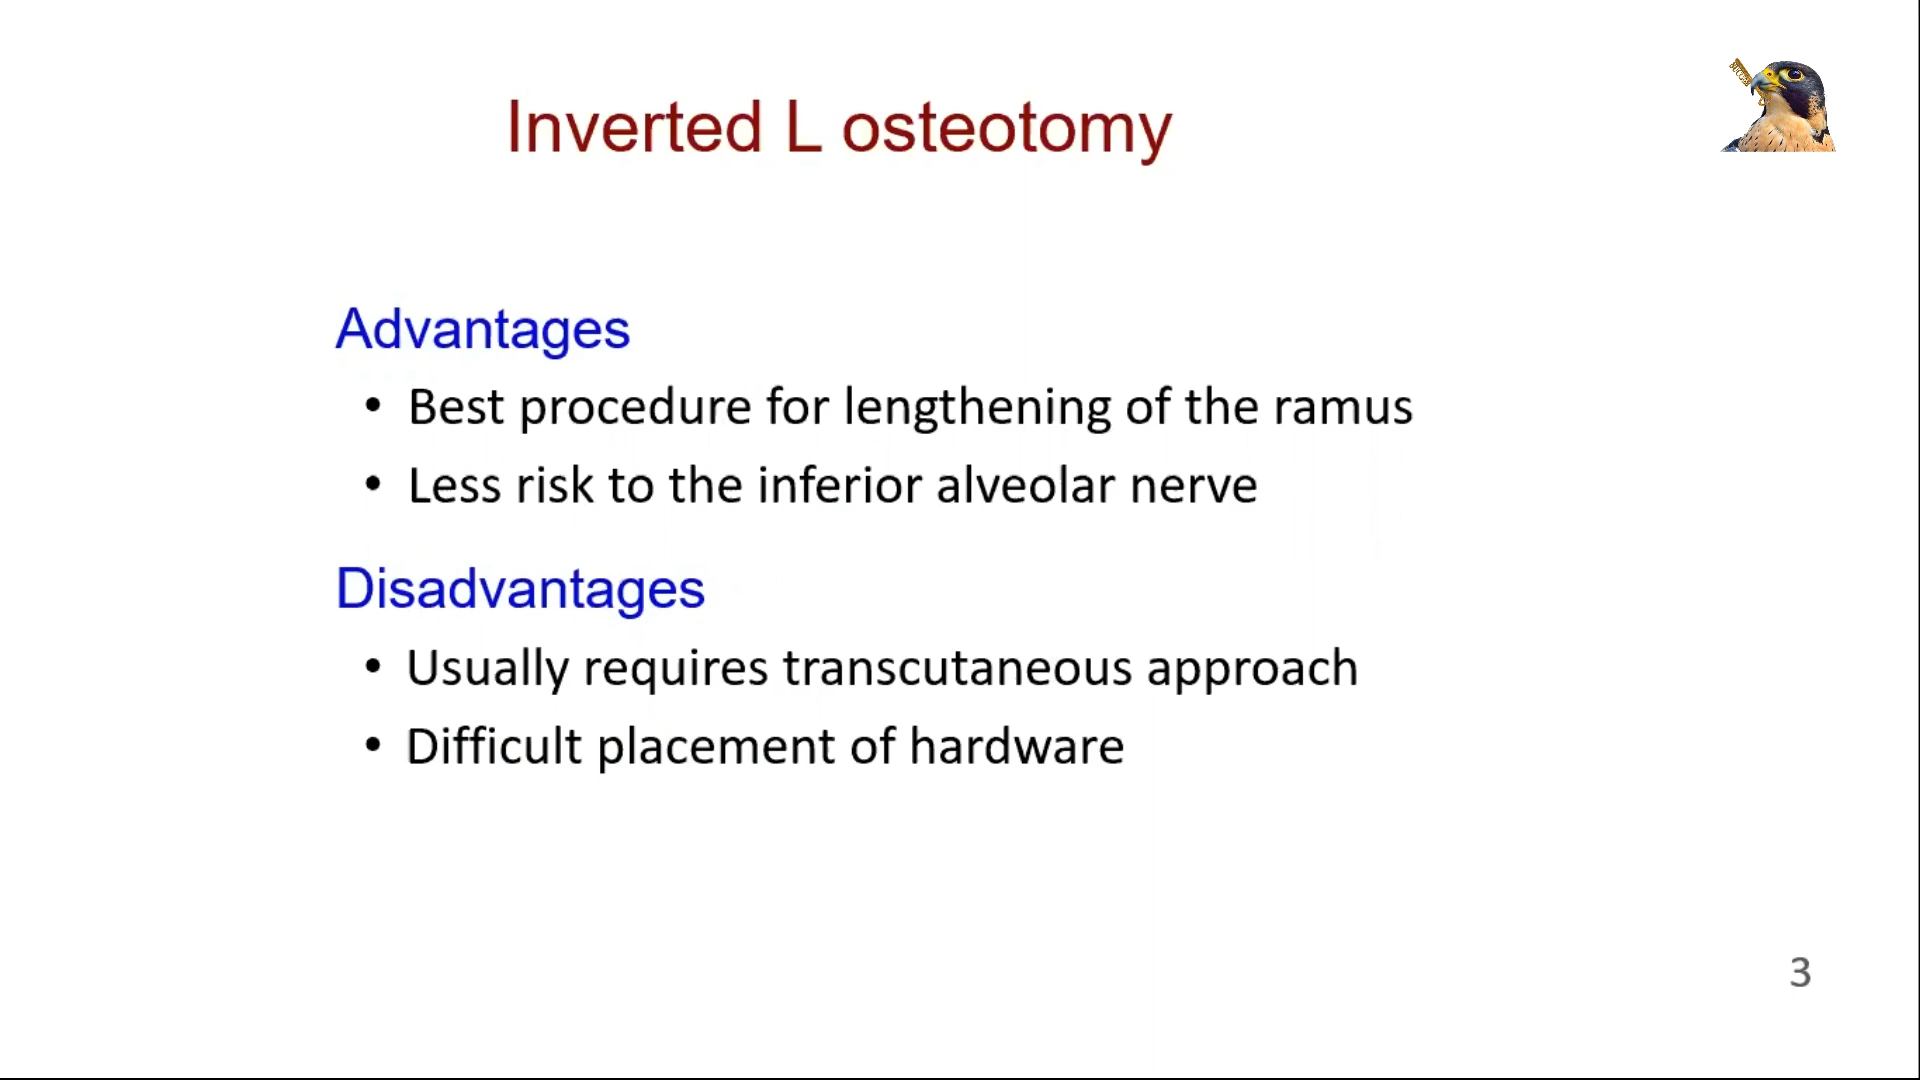 Inverted L osteotomy
Advantages
• Best procedure for lengthening of the ramus
• Less risk to the inferior alveolar nerve
Disadvantages
• Usually requires transcutaneous approach
• Difficult placement of hardware
3